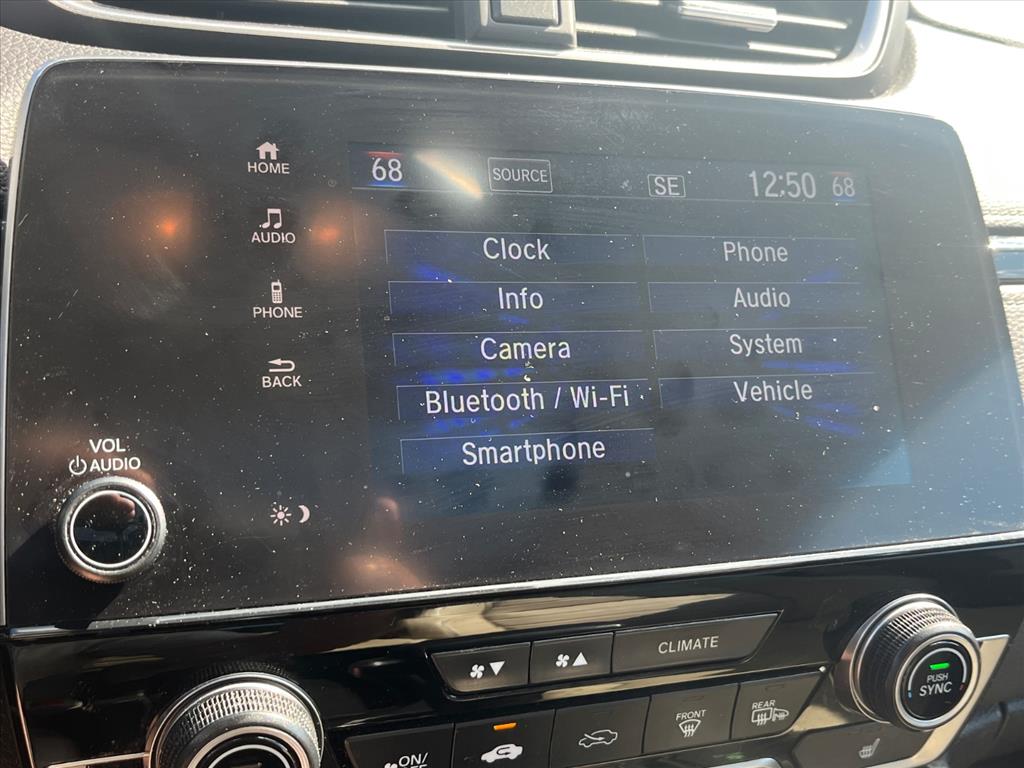 HOME
68
SOURCE
SE
12:50
68
AUDIO
PHONE
BACK
Clock
Phone
Info
Audio
Camera
System
Bluetooth / Wi-Fi
Vehicle
Smartphone
VOL
AUDIO
CLIMATE
PUSH
SYNC
ON/
FRONT
REAR